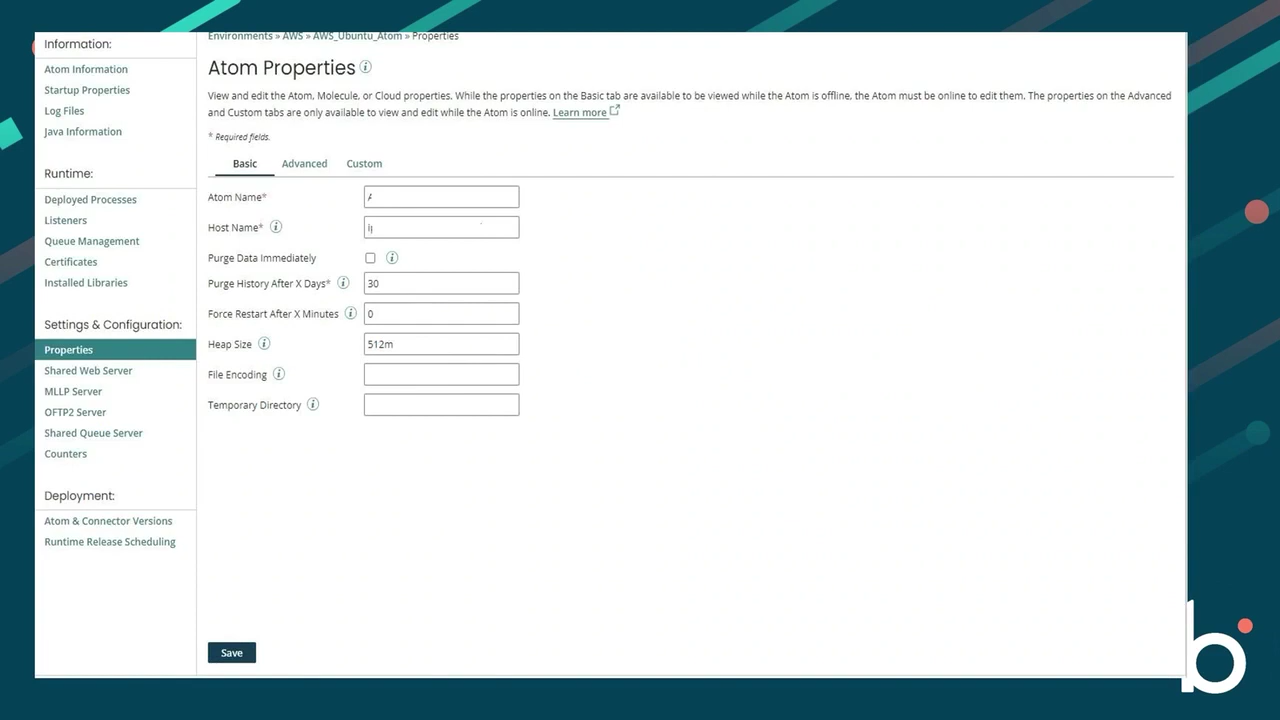 Information:
Atom Information
Startup Properties
Log Files
Java Information
Runtime:
Deployed Processes
Listeners
Queue Management
Certificates
Installed Libraries
Settings & Configuration:
Properties
Shared Web Server
MLLP Server
OFTP2 Server
Shared Queue Server
Counters
Deployment:
Atom & Connector Versions
Runtime Release Scheduling
Environments » AWS » AWS_Ubuntu_Atom » Properties
Atom Properties
View and edit the Atom, Molecule, or Cloud properties. While the properties on the Basic tab are available to be viewed while the Atom is offline, the Atom must be online to edit them. The properties on the Advanced
and Custom tabs are only available to view and edit while the Atom is online. Learn more
* Required fields.
Basic Advanced Custom
Atom Name*
Host Name*
Purge Data Immediately
Purge History After X Days* 30
Force Restart After X Minutes 0
Heap Size 512m
File Encoding
Temporary Directory
Save
b